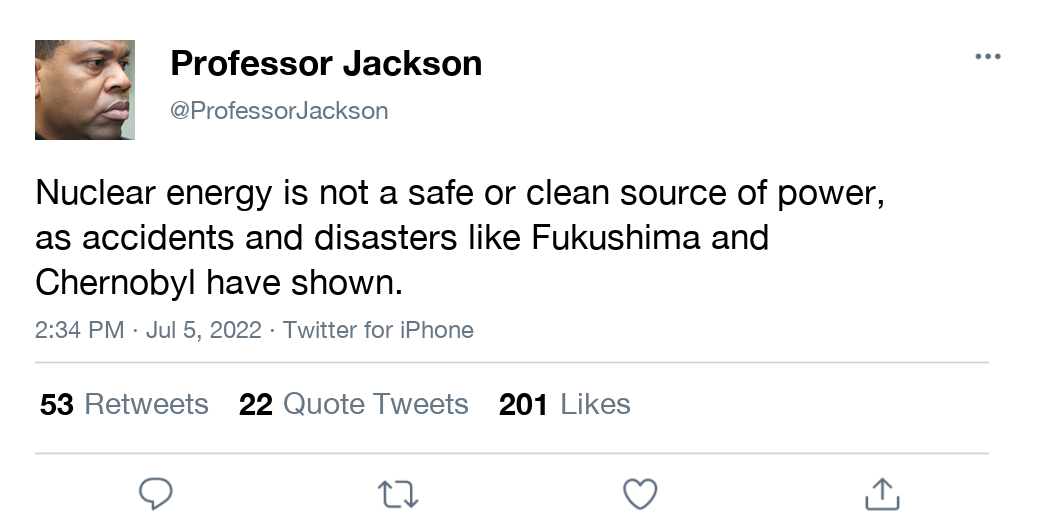 Professor Jackson
@ProfessorJackson
Nuclear energy is not a safe or clean source of power,
as accidents and disasters like Fukushima and
Chernobyl have shown.
2:34 PM · Jul 5, 2022 · Twitter for iPhone
53 Retweets 22 Quote Tweets 201 Likes